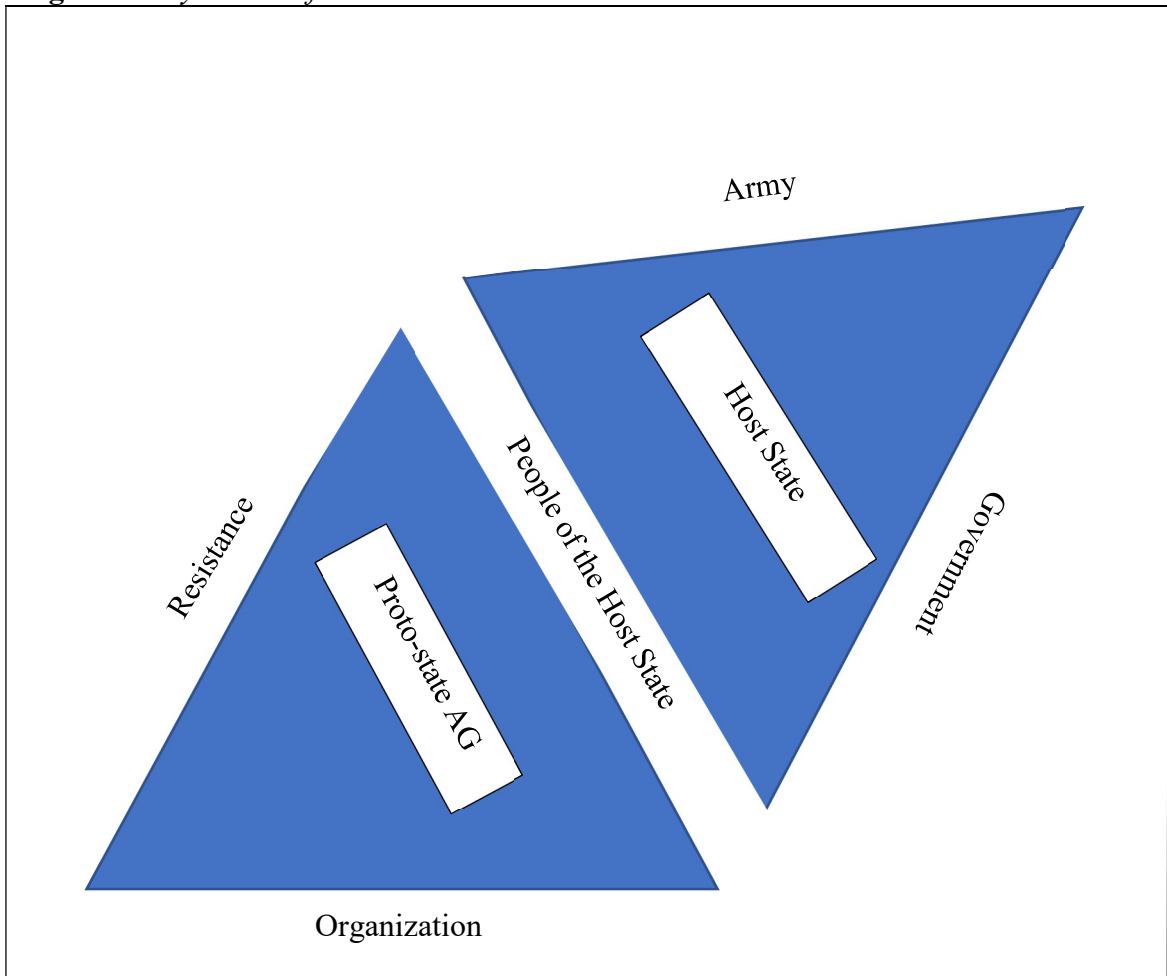 Army
Host State
Government
People of the Host State
Resistance
Proto-state AG
Organization